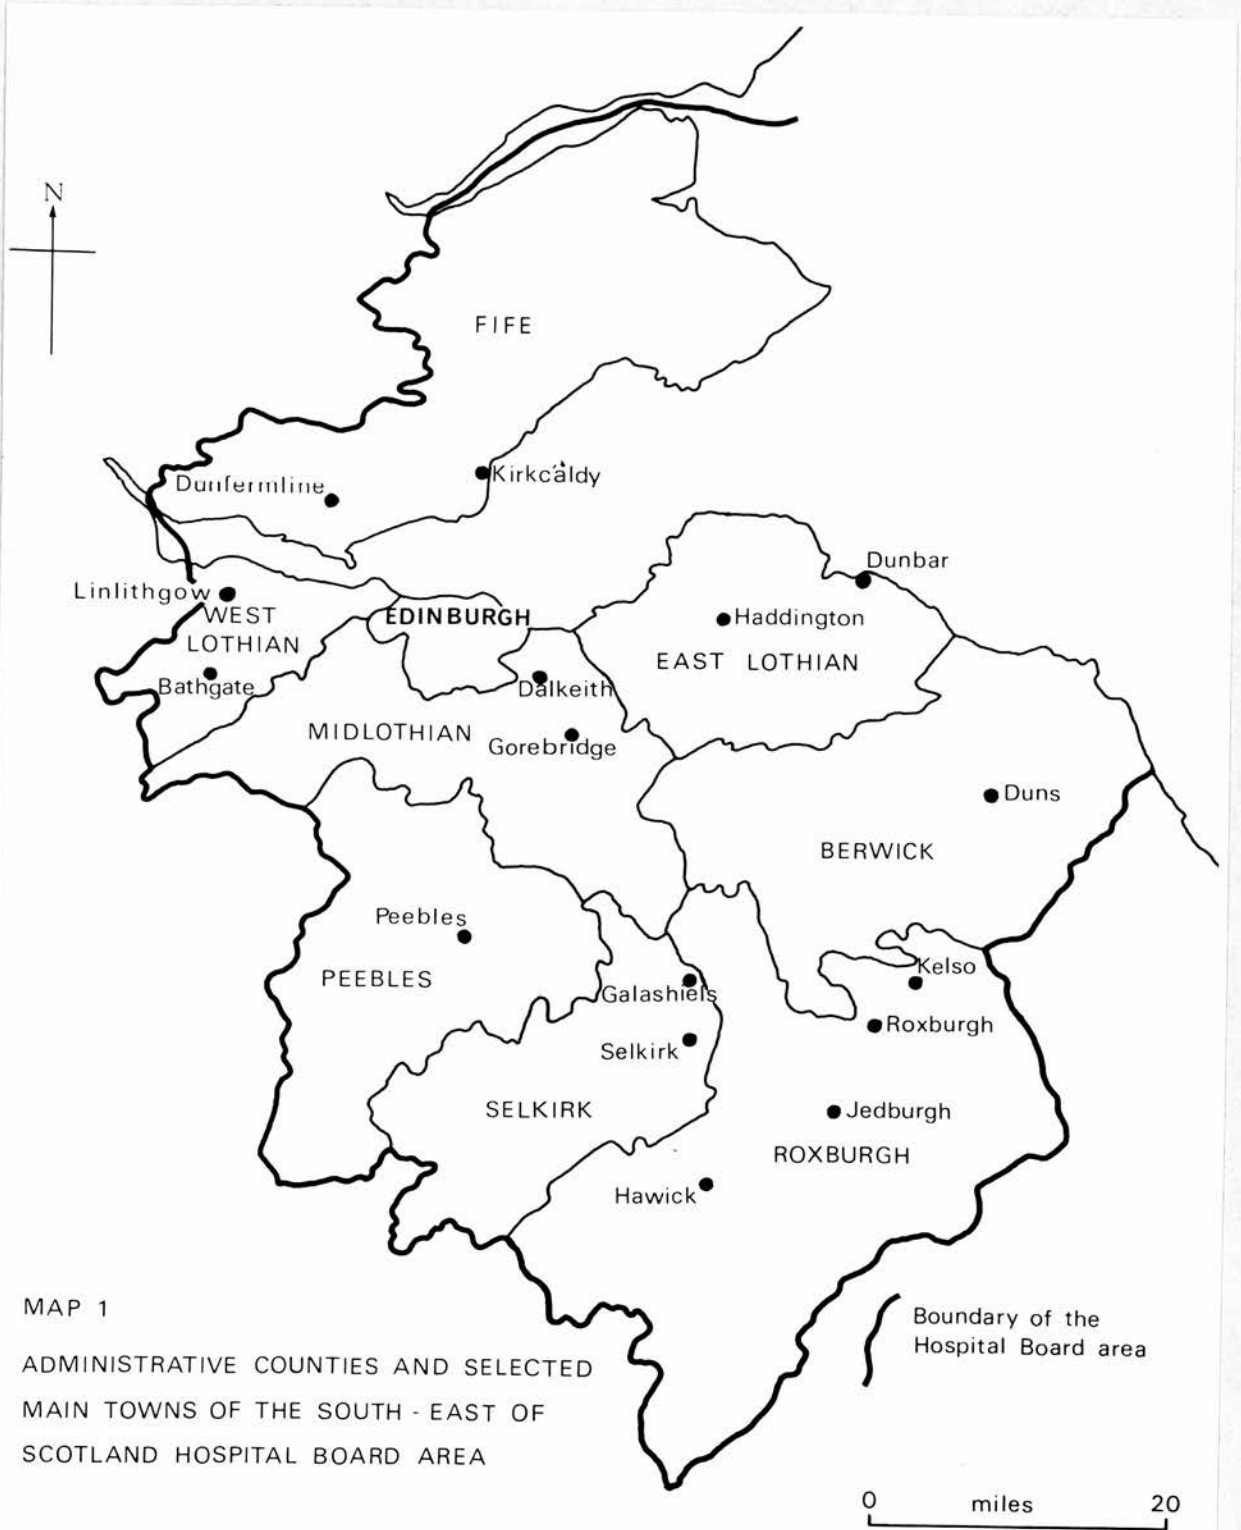 N
FIFE
Dunfermline
Kirkcaldy
Dunbar
Linlithgow
WEST
LOTHIAN
EDINBURGH
Haddington
EAST LOTHIAN
Bathgate
Dalkeith
MIDLOTHIAN
Gorebridge
Duns
BERWICK
Peebles
PEEBLES
Kelso
Galashiels
Roxburgh
Selkirk
SELKIRK
Jedburgh
ROXBURGH
Hawick
MAP 1
ADMINISTRATIVE COUNTIES AND SELECTED
MAIN TOWNS OF THE SOUTH - EAST OF
SCOTLAND HOSPITAL BOARD AREA
Boundary of the
Hospital Board area
0 miles 20